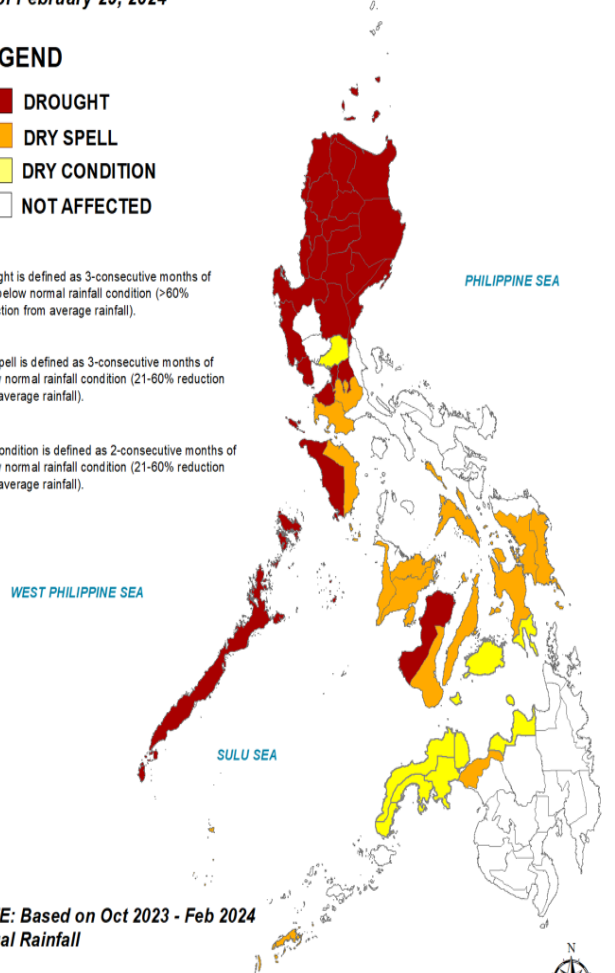 February 29, 2024
GEND
DROUGHT
DRY SPELL
DRY CONDITION
NOT AFFECTED
ght is defined as 3-consecutive months of
below normal rainfall condition (>60%
ction from average rainfall).
pell is defined as 3-consecutive months of
w normal rainfall condition (21-60% reduction
average rainfall).
ondition is defined as 2-consecutive months of
w normal rainfall condition (21-60% reduction
average rainfall).
PHILIPPINE SEA
WEST PHILIPPINE SEA
SULU SEA
E: Based on Oct 2023 - Feb 2024
al Rainfall
N